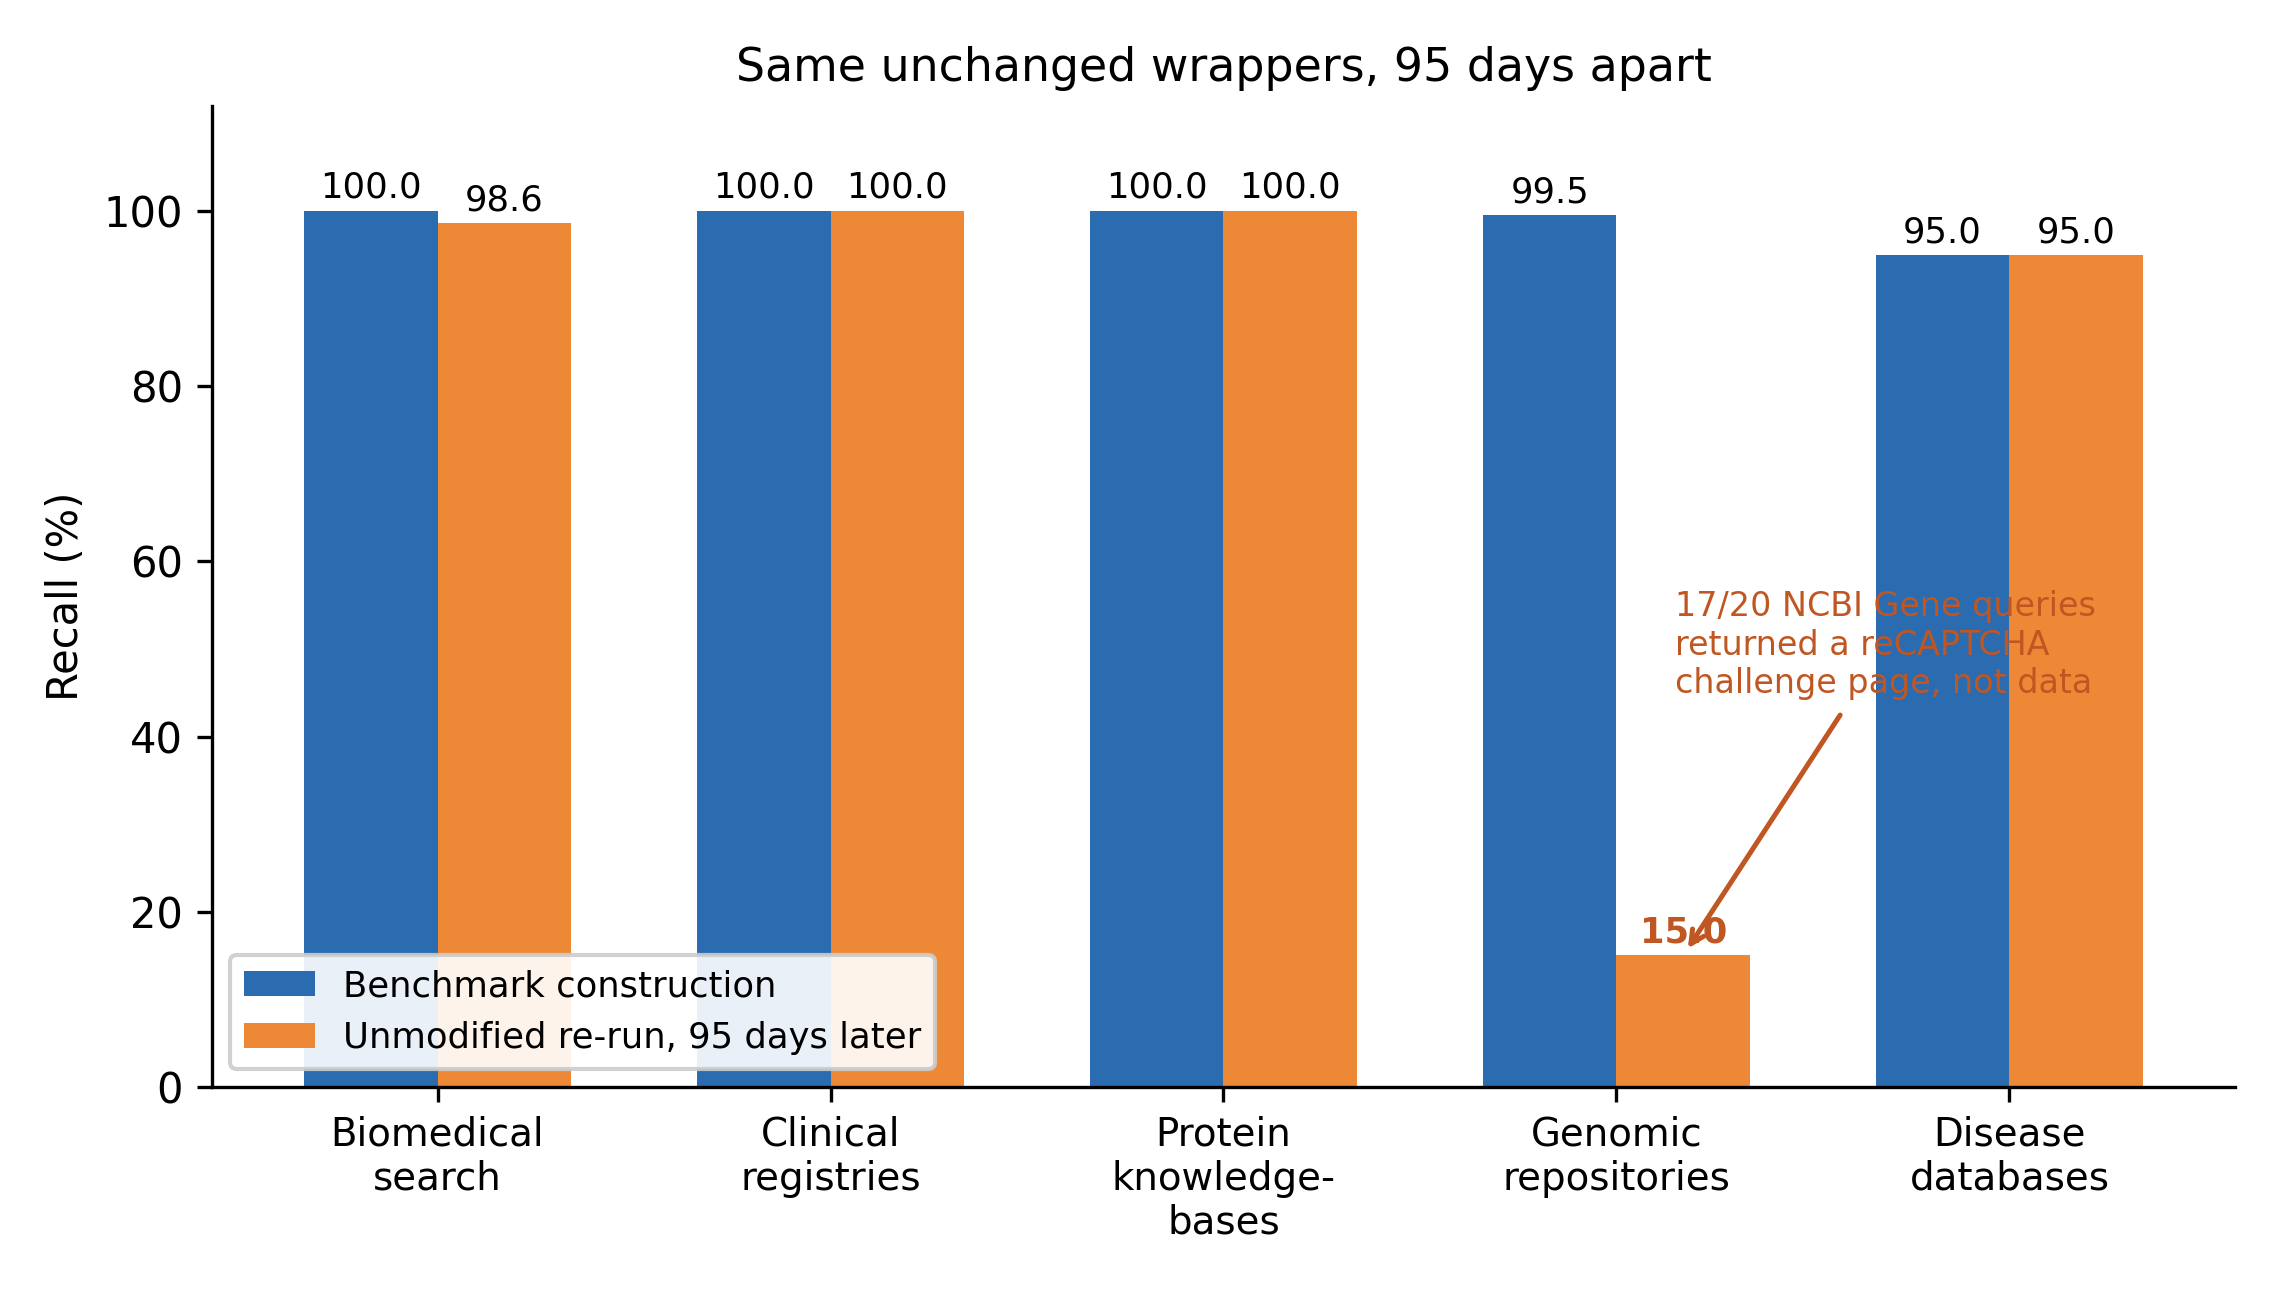 Same unchanged wrappers, 95 days apart
Recall (%)
100
80
60
40
20
0
100.0
98.6
100.0
100.0
100.0
100.0
99.5
15.0
95.0
95.0
17/20 NCBI Gene queries
returned a reCAPTCHA
challenge page, not data
Benchmark construction
Unmodified re-run, 95 days later
Biomedical
search
Clinical
registries
Protein
knowledge-
bases
Genomic
repositories
Disease
databases